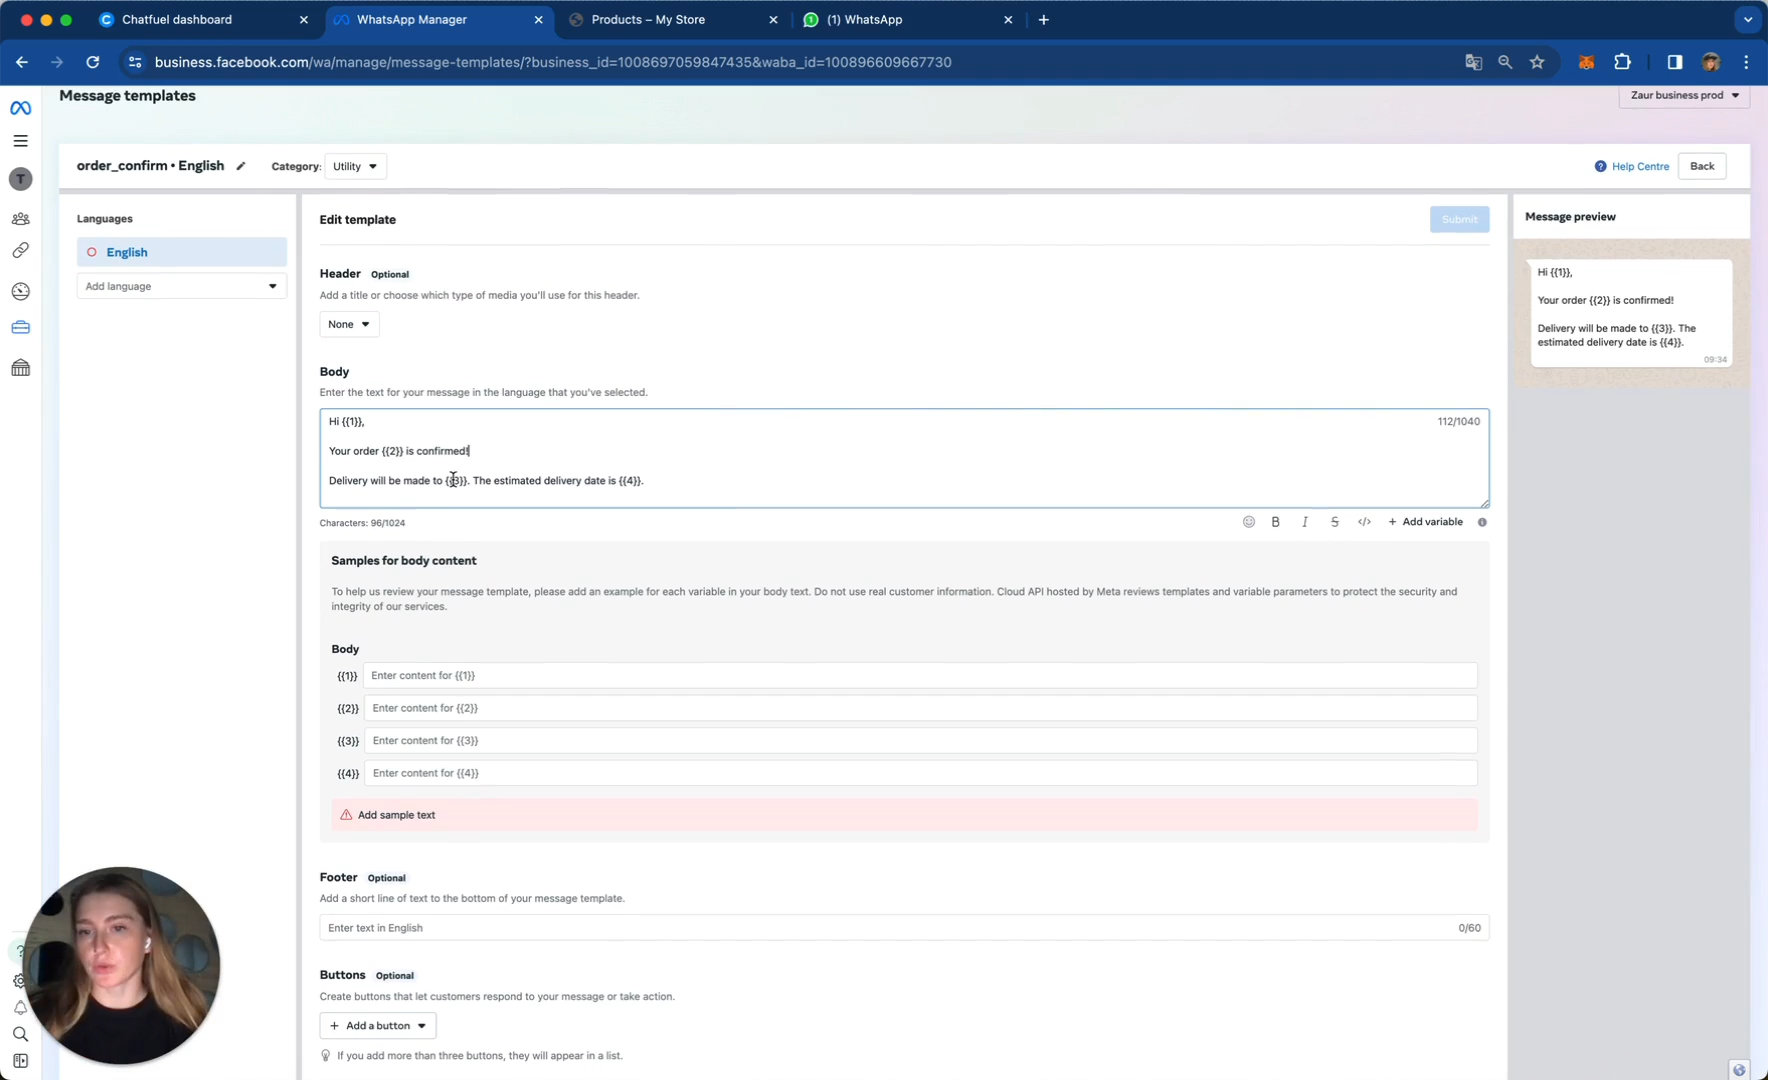 Chatfuel dashboard
WhatsApp Manager
Products – My Store
(1) WhatsApp
business.facebook.com/wa/manage/message-templates/?business_id=1008697059847435&waba_id=100896609667730
Message templates
Zaur business prod
order_confirm • English
Category: Utility
Help Centre
Back
T
Languages
English
Add language
Edit template
Submit
Header Optional
Add a title or choose which type of media you'll use for this header.
None
Body
Enter the text for your message in the language that you've selected.
Hi {{1}},
112/1040
Your order {{2}} is confirmed!
Delivery will be made to {{3}}. The estimated delivery date is {{4}}.
Characters: 96/1024
B I S </> + Add variable
Samples for body content
To help us review your message template, please add an example for each variable in your body text. Do not use real customer information. Cloud API hosted by Meta reviews templates and variable parameters to protect the security and
integrity of our services.
Body
{{1}} Enter content for {{1}}
{{2}} Enter content for {{2}}
{{3}} Enter content for {{3}}
{{4}} Enter content for {{4}}
Add sample text
Footer Optional
Add a short line of text to the bottom of your message template.
Enter text in English
0/60
Buttons Optional
Create buttons that let customers respond to your message or take action.
+ Add a button
If you add more than three buttons, they will appear in a list.
Message preview
Hi {{1}},
Your order {{2}} is confirmed!
Delivery will be made to {{3}}. The
estimated delivery date is {{4}}.
09:34